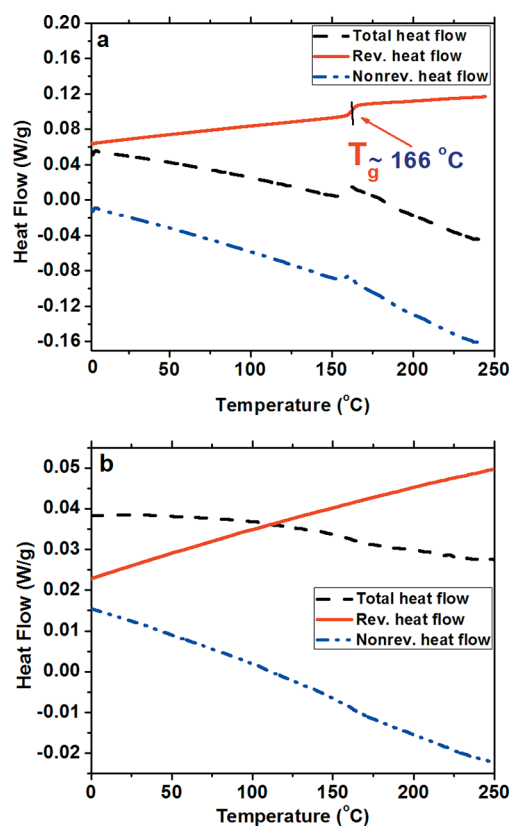 a
Total heat flow
Rev. heat flow
Nonrev. heat flow
0.20
0.16
0.12
0.08
0.04
0.00
-0.04
-0.08
-0.12
-0.16
Heat Flow (W/g)
Tg ~ 166 °C
0 50 100 150 200 250
Temperature (°C)
b
0.05
0.04
0.03
0.02
0.01
0.00
-0.01
-0.02
Heat Flow (W/g)
Total heat flow
Rev. heat flow
Nonrev. heat flow
0 50 100 150 200 250
Temperature (°C)